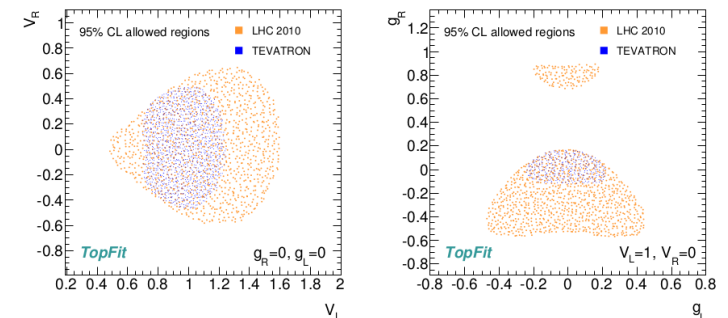 V_R
95% CL allowed regions
LHC 2010
TEVATRON
0.8
0.6
0.4
0.2
0
-0.2
-0.4
-0.6
-0.8
TopFit
g_R=0, g_L=0
0.2 0.4 0.6 0.8 1 1.2 1.4 1.6 1.8 2
V_L
g_R
95% CL allowed regions
LHC 2010
TEVATRON
1.2
1
0.8
0.6
0.4
0.2
0
-0.2
-0.4
-0.6
-0.8
TopFit
V_L=1, V_R=0
-0.8 -0.6 -0.4 -0.2 0 0.2 0.4 0.6 0.8
g_L